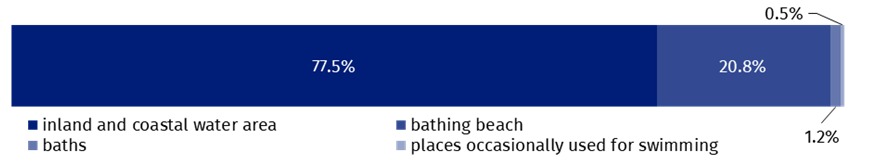 0.5%
77.5% 20.8%
1.2%
inland and coastal water area bathing beach
baths places occasionally used for swimming